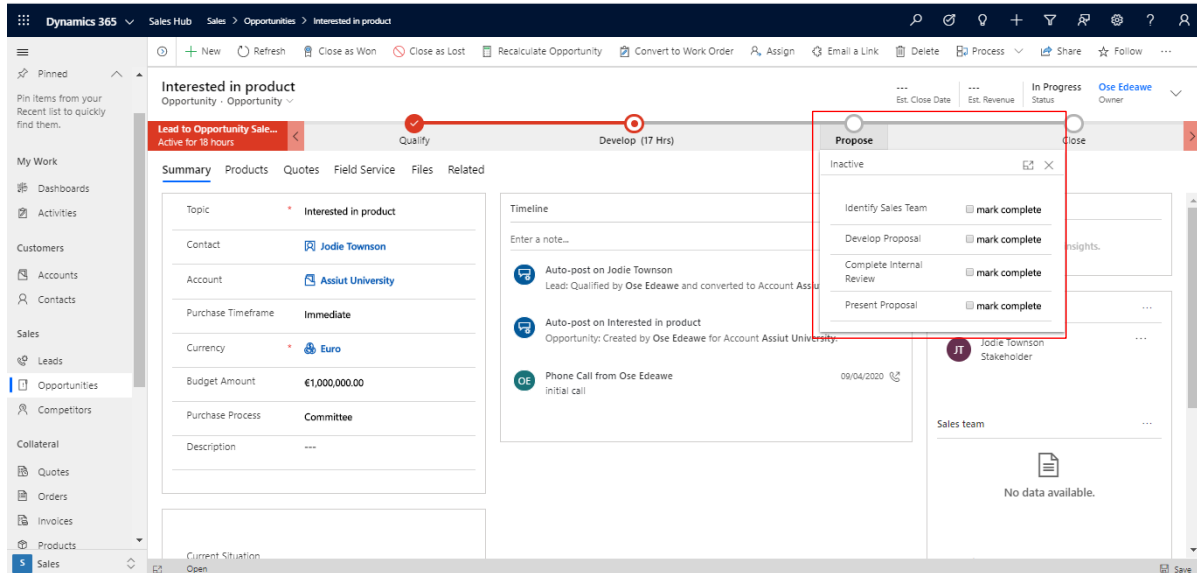 Dynamics 365 Sales Hub Sales > Opportunities > Interested in product
New Refresh Close as Won Close as Lost Recalculate Opportunity Convert to Work Order Assign Email a Link Delete Process Share Follow ...
Pinned
Pin items from your
Recent list to quickly
find them.
My Work
Dashboards
Activities
Customers
Accounts
Contacts
Sales
Leads
Opportunities
Competitors
Collateral
Quotes
Orders
Invoices
Products
S Sales
Interested in product
Opportunity · Opportunity
---
Est. Close Date
---
Est. Revenue
In Progress
Status
Ose Edeawe
Owner
Lead to Opportunity Sale...
Active for 18 hours
Qualify
Develop (17 Hrs)
Propose
Close
Summary Products Quotes Field Service Files Related
Topic * Interested in product
Contact Jodie Townson
Account Assiut University
Purchase Timeframe Immediate
Currency * Euro
Budget Amount €1,000,000.00
Purchase Process Committee
Description ---
Current Situation
Timeline
Enter a note...
Auto-post on Jodie Townson
Lead: Qualified by Ose Edeawe and converted to Account Assiu
Auto-post on Interested in product
Opportunity: Created by Ose Edeawe for Account Assiut University.
OE Phone Call from Ose Edeawe 09/04/2020
initial call
Inactive
Identify Sales Team mark complete
Develop Proposal mark complete
Complete Internal
Review mark complete
Present Proposal mark complete
nsights.
...
JT Jodie Townson ...
Stakeholder
Sales team ...
No data available.
Open
Save